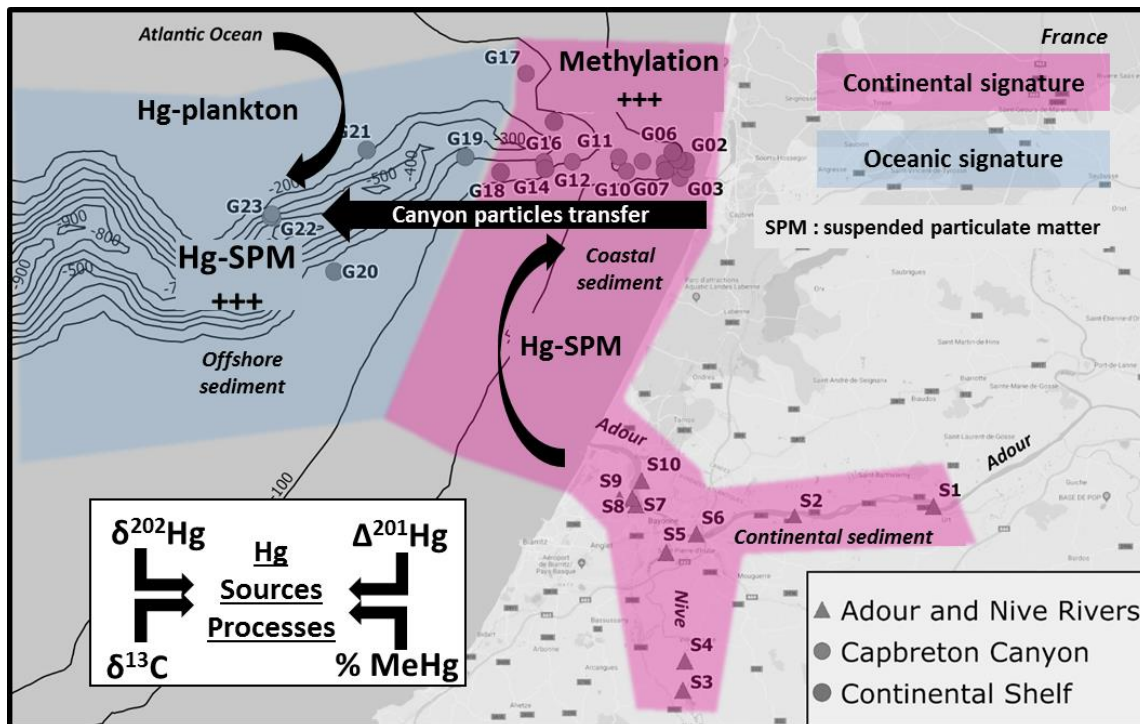 Atlantic Ocean
France
G17
Methylation
+++
Continental signature
Hg-plankton
G21
G19
-300
G16
G11
G06
G02
Oceanic signature
-400
-500
-200
G18
G14
G12
G10
G07
G03
Canyon particles transfer
SPM : suspended particulate matter
G23
G22
-900
-800
-500
-900
Hg-SPM
+++
G20
Coastal
sediment
Offshore
sediment
Hg-SPM
-100
Adour
S10
S9
S8
S7
S6
S5
S2
S1
Adour
Continental sediment
Nive
S4
S3
δ²⁰²Hg
Δ²⁰¹Hg
Hg
Sources
Processes
δ¹³C
% MeHg
Adour and Nive Rivers
Capbreton Canyon
Continental Shelf